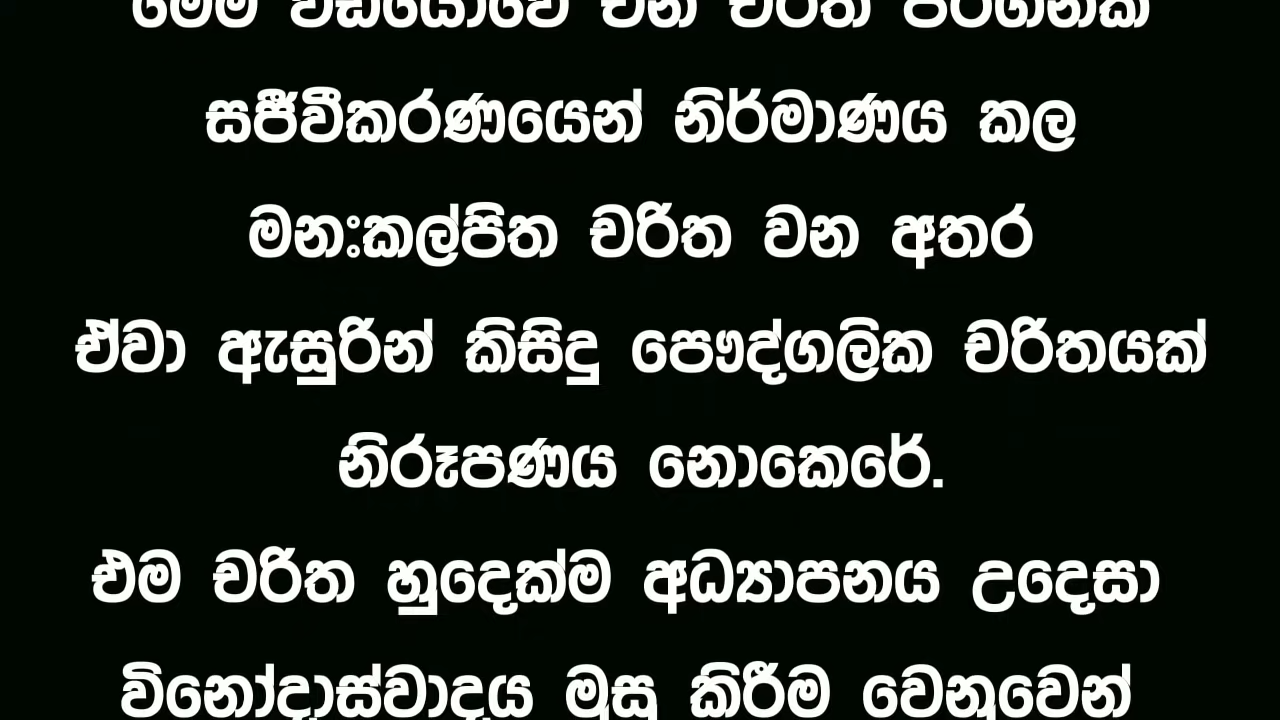 සජීවීකරණයෙන් නිර්මාණය කල
මනඃකල්පිත චරිත වන අතර
ඒවා ඇසුරින් කිසිදු පෞද්ගලික චරිතයක්
නිරූපණය නොකෙරේ.
එම චරිත හුදෙක්ම අධ්‍යාපනය උදෙසා
විනෝදාස්වාදය මුසු කිරීම වෙනුවෙන්